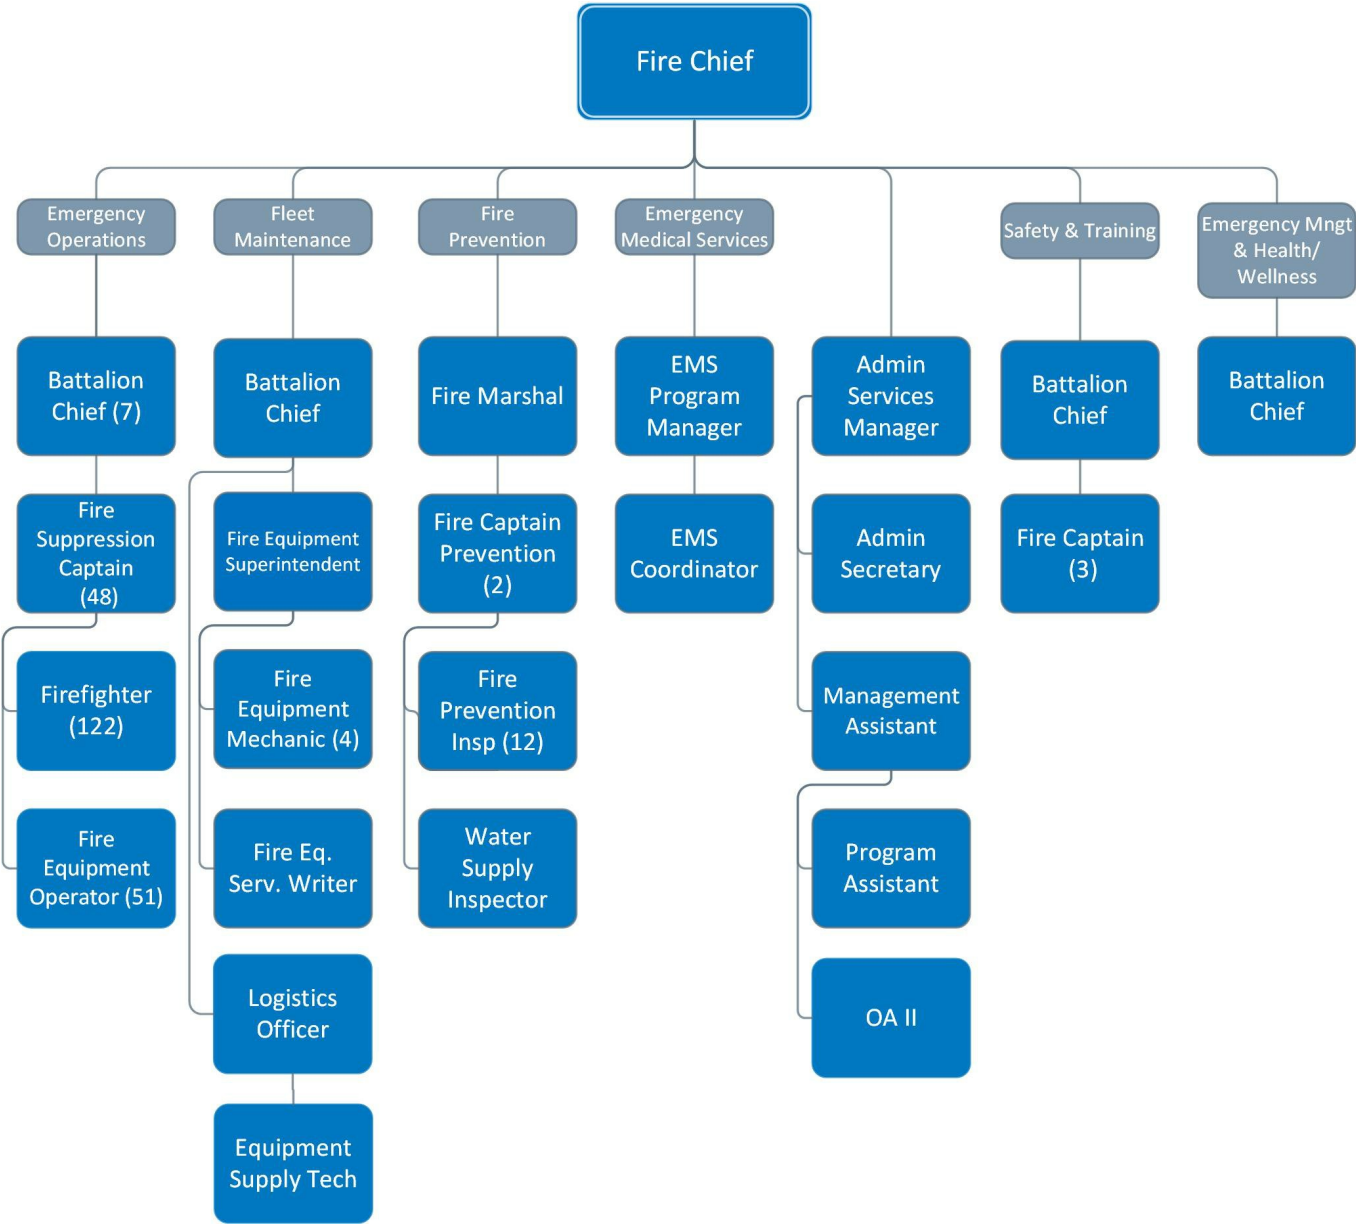 Fire Chief
Emergency
Operations
Fleet
Maintenance
Fire
Prevention
Emergency
Medical Services
Safety & Training
Emergency Mngt
& Health/
Wellness
Battalion
Chief (7)
Battalion
Chief
Fire Marshal
EMS
Program
Manager
Admin
Services
Manager
Battalion
Chief
Battalion
Chief
Fire
Suppression
Captain
(48)
Fire Equipment
Superintendent
Fire Captain
Prevention
(2)
EMS
Coordinator
Admin
Secretary
Fire Captain
(3)
Firefighter
(122)
Fire
Equipment
Mechanic (4)
Fire
Prevention
Insp (12)
Management
Assistant
Fire
Equipment
Operator (51)
Fire Eq.
Serv. Writer
Water
Supply
Inspector
Program
Assistant
Logistics
Officer
OA II
Equipment
Supply Tech